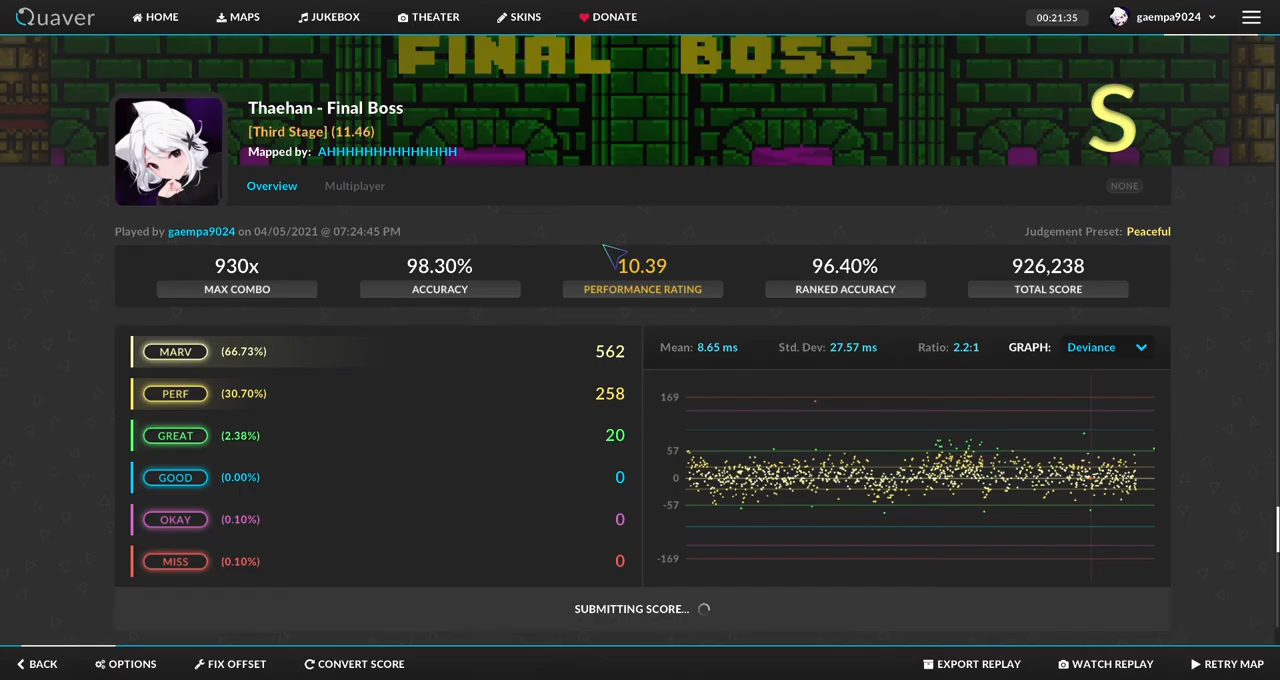 Quaver HOME MAPS JUKEBOX THEATER SKINS DONATE 00:21:35 gaempa9024
FINAL BOSS
Thaehan - Final Boss
[Third Stage] (11.46)
Mapped by: AHHHHHHHHHHHHHHH
S
Overview Multiplayer NONE
Played by gaempa9024 on 04/05/2021 @ 07:24:45 PM Judgement Preset: Peaceful
930x 98.30% 10.39 96.40% 926,238
MAX COMBO ACCURACY PERFORMANCE RATING RANKED ACCURACY TOTAL SCORE
Mean: 8.65 ms Std. Dev: 27.57 ms Ratio: 2.2:1 GRAPH: Deviance
MARV (66.73%) 562
PERF (30.70%) 258
GREAT (2.38%) 20
GOOD (0.00%) 0
OKAY (0.10%) 0
MISS (0.10%) 0
169
57
0
-57
-169
SUBMITTING SCORE...
BACK OPTIONS FIX OFFSET CONVERT SCORE EXPORT REPLAY WATCH REPLAY RETRY MAP